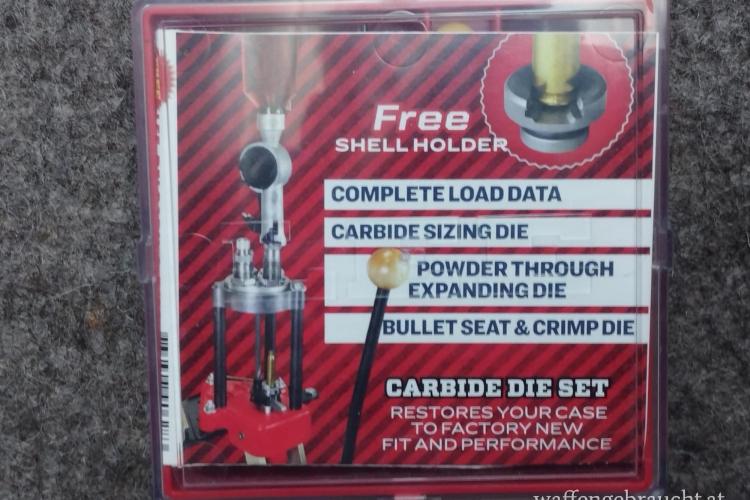 Free
SHELL HOLDER
COMPLETE LOAD DATA
CARBIDE SIZING DIE
POWDER THROUGH
EXPANDING DIE
BULLET SEAT & CRIMP DIE
CARBIDE DIE SET
RESTORES YOUR CASE
TO FACTORY NEW
FIT AND PERFORMANCE
waffengebraucht.at